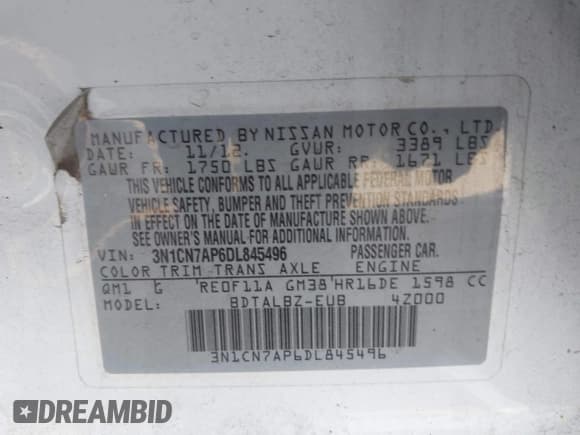 MANUFACTURED BY NISSAN MOTOR CO., LTD.
DATE: 11/12. GVWR: 3389 LBS
GAWR FR: 1750 LBS GAWR RR: 1671 LBS
THIS VEHICLE CONFORMS TO ALL APPLICABLE FEDERAL MOTOR
VEHICLE SAFETY, BUMPER AND THEFT PREVENTION STANDARDS
IN EFFECT ON THE DATE OF MANUFACTURE SHOWN ABOVE.
SEE OWNER'S MANUAL FOR MORE INFORMATION.
VIN: 3N1CN7AP6DL845496 PASSENGER CAR.
COLOR TRIM TRANS AXLE ENGINE
QM1 G 'RE0F11A GM38'HR16DE 1598 CC
MODEL: BDTALBZ-EUB 4Z000
3N1CN7AP6DL845496
DREAMBID